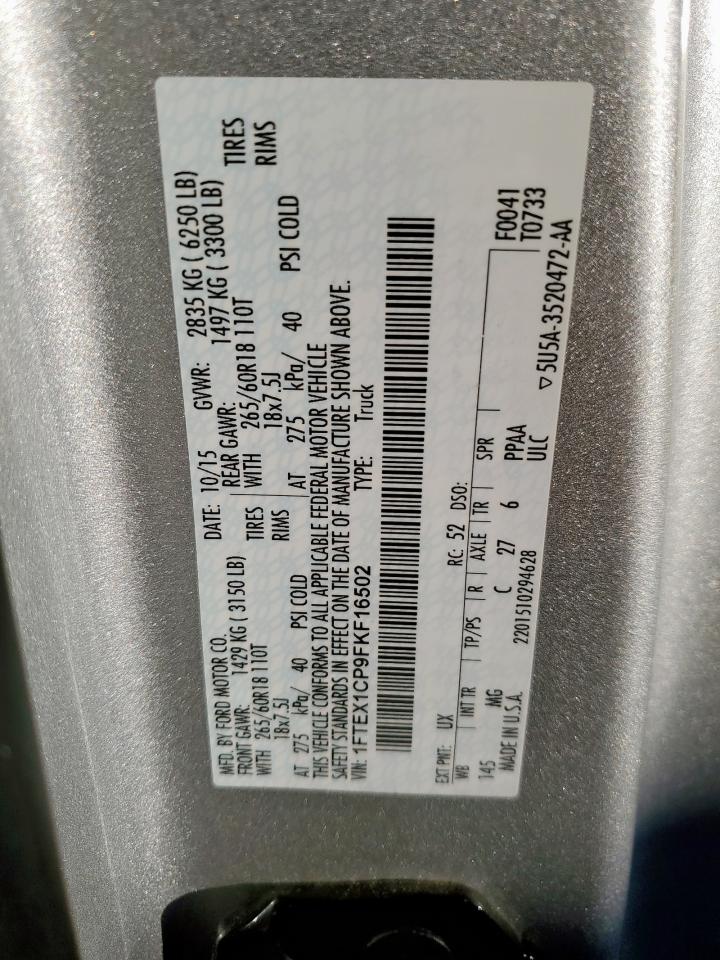 MFD. BY FORD MOTOR CO.
DATE: 10/15 GVWR: 2835 KG ( 6250 LB)
FRONT GAWR: 1429 KG ( 3150 LB)
REAR GAWR: 1497 KG ( 3300 LB)
WITH 265/60R18 110T TIRES
WITH 265/60R18 110T TIRES
18x7.5J RIMS
18x7.5J RIMS
AT 275 kPa/ 40 PSI COLD
AT 275 kPa/ 40 PSI COLD
THIS VEHICLE CONFORMS TO ALL APPLICABLE FEDERAL MOTOR VEHICLE
SAFETY STANDARDS IN EFFECT ON THE DATE OF MANUFACTURE SHOWN ABOVE.
VIN: 1FTEX1CP9FKF16502 TYPE: Truck
EXT PNT: UX RC: 52 DSO:
WB INT TR TP/PS R AXLE TR SPR F0041
145 MG C 27 6 PPAA T0733
MADE IN U.S.A. 2201510294628 ULC
▽5U5A-3520472-AA